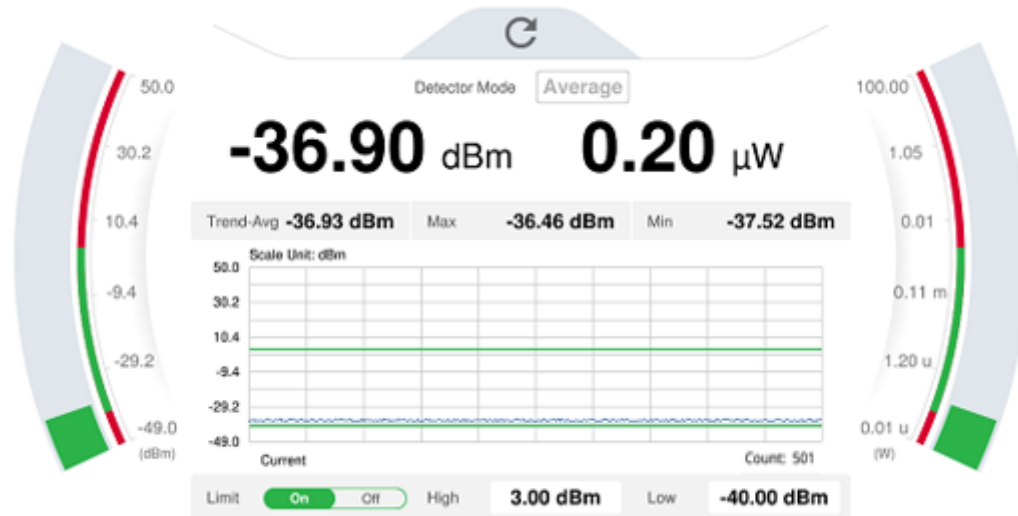 Detector Mode Average
-36.90 dBm 0.20 µW
Trend-Avg -36.93 dBm Max -36.46 dBm Min -37.52 dBm
Scale Unit: dBm
50.0
30.2
10.4
-9.4
-29.2
-49.0
Current Count: 501
Limit On Off High 3.00 dBm Low -40.00 dBm
50.0
30.2
10.4
-9.4
-29.2
-49.0
(dBm)
100.00
1.05
0.01
0.11 m
1.20 u
0.01 u
(W)